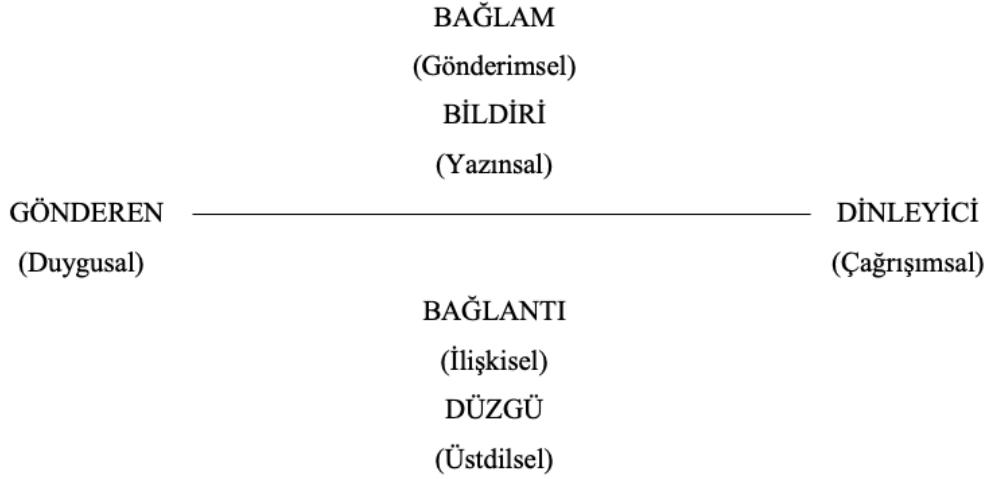 BAĞLAM
(Gönderimsel)
BİLDİRİ
(Yazınsal)
GÖNDEREN DİNLEYİCİ
(Duygusal) (Çağrışımsal)
BAĞLANTI
(İlişkisel)
DÜZGÜ
(Üstdilsel)